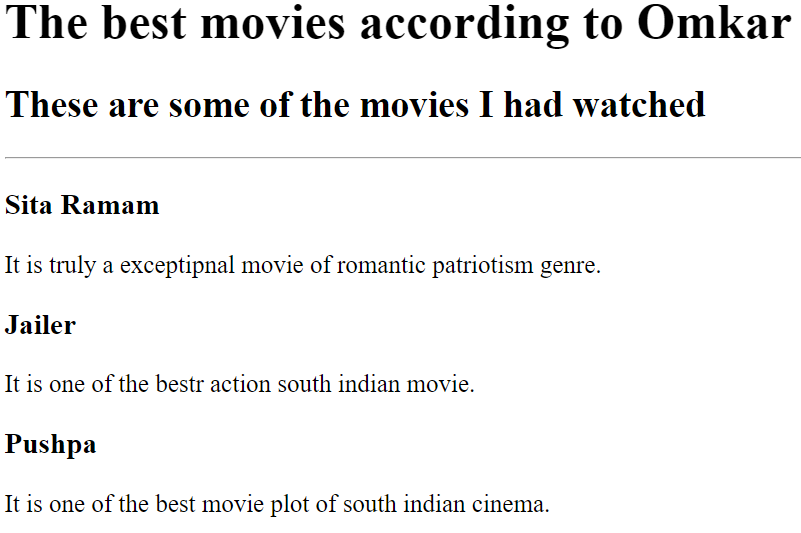 The best movies according to Omkar
These are some of the movies I had watched
Sita Ramam
It is truly a exceptipnal movie of romantic patriotism genre.
Jailer
It is one of the bestr action south indian movie.
Pushpa
It is one of the best movie plot of south indian cinema.